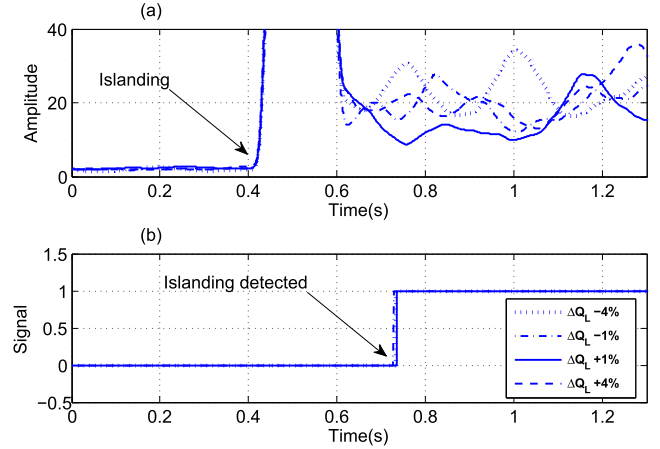 (a)
40
Islanding
20
0
0 0.2 0.4 0.6 0.8 1 1.2
Amplitude
Time(s)
(b)
1.5
Islanding detected
1
0.5
0
−0.5
0 0.2 0.4 0.6 0.8 1 1.2
Signal
Time(s)
ΔQL −4%
ΔQL −1%
ΔQL +1%
ΔQL +4%